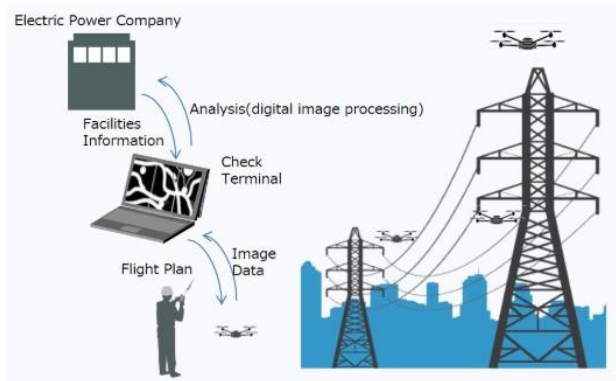 Electric Power Company
Analysis(digital image processing)
Facilities
Information
Check
Terminal
Image
Data
Flight Plan